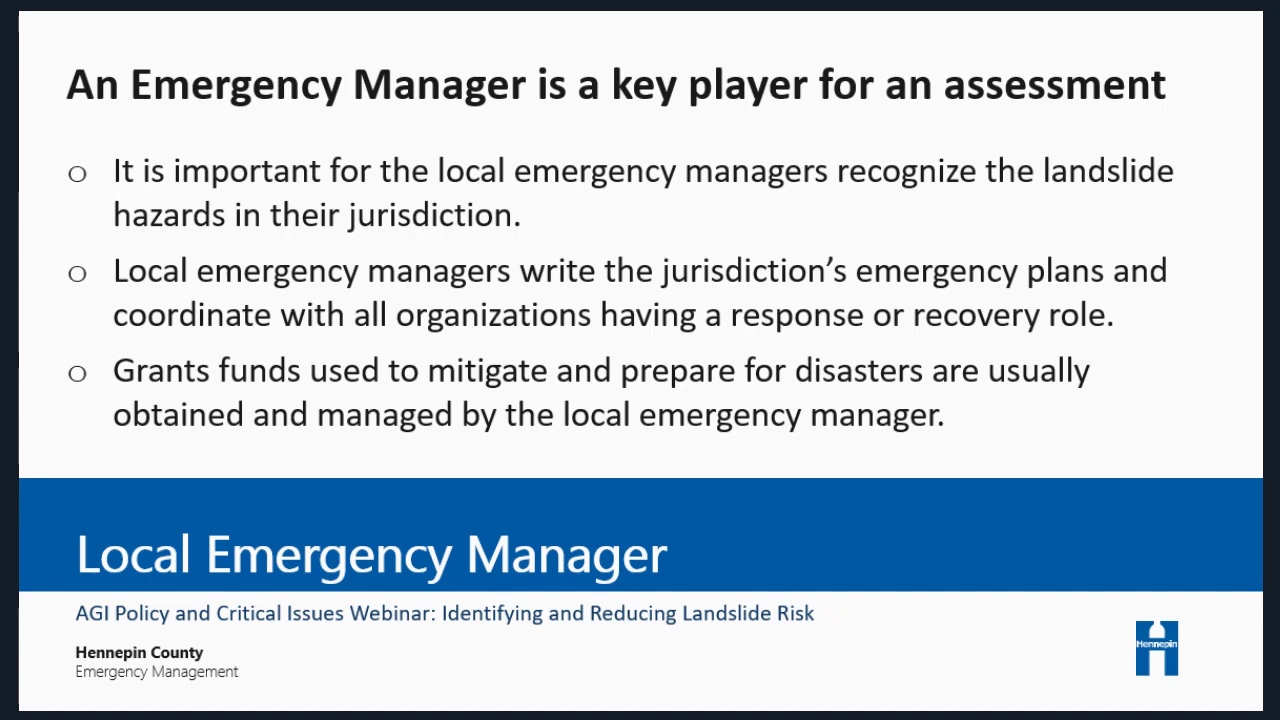 An Emergency Manager is a key player for an assessment
○ It is important for the local emergency managers recognize the landslide
hazards in their jurisdiction.
○ Local emergency managers write the jurisdiction’s emergency plans and
coordinate with all organizations having a response or recovery role.
○ Grants funds used to mitigate and prepare for disasters are usually
obtained and managed by the local emergency manager.
Local Emergency Manager
AGI Policy and Critical Issues Webinar: Identifying and Reducing Landslide Risk
Hennepin County
Emergency Management
Hennepin